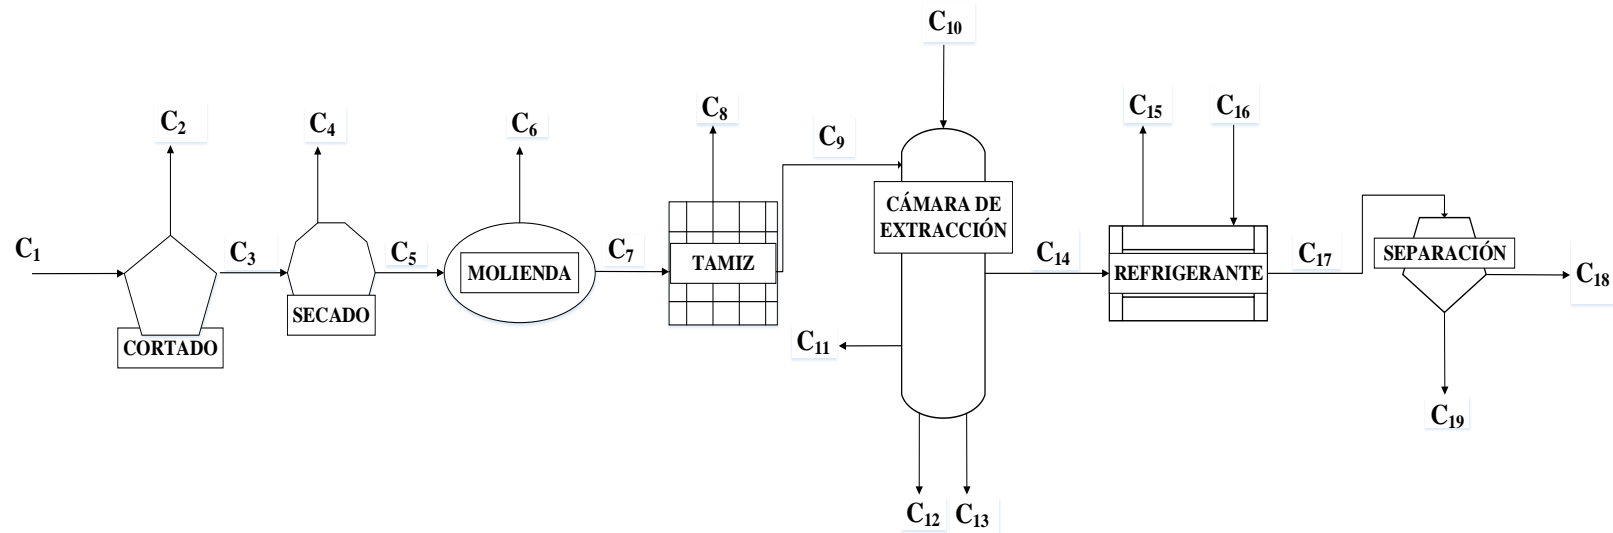 C10
C2
C4
C6
C8
C9
C15
C16
CÁMARA DE
EXTRACCIÓN
C1
C3
C5
MOLIENDA
C7
TAMIZ
C14
REFRIGERANTE
C17
SEPARACIÓN
C18
SECADO
CORTADO
C11
C19
C12
C13